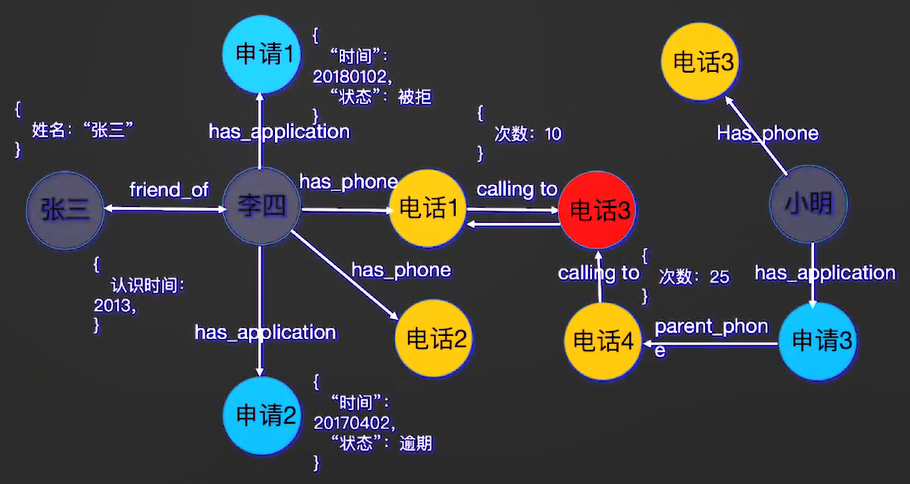 申请1
{
“时间”:
20180102,
“状态”: 被拒
}
电话3
{
姓名: “张三”
}
has_application
{
次数: 10
}
Has_phone
张三
friend_of
李四
has_phone
电话1
calling to
电话3
小明
{
认识时间:
2013,
}
has_phone
calling to
{
次数: 25
}
has_application
has_application
电话2
电话4
parent_phon
e
申请3
申请2
{
“时间”:
20170402,
“状态”: 逾期
}